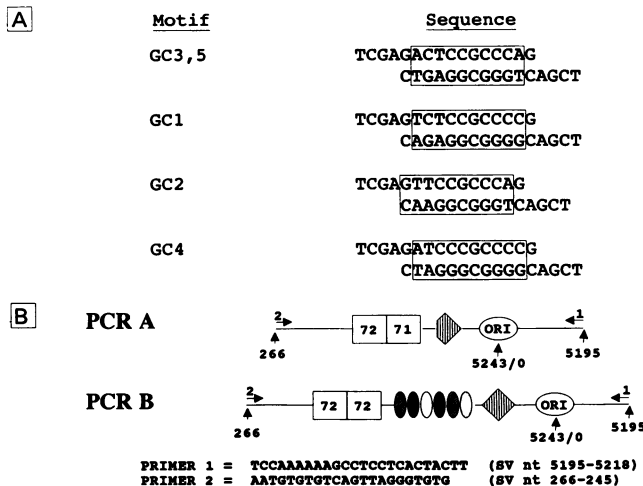 A
Motif Sequence
GC3,5 TCGAGACTCCGCCCAG
CTGAGGCGGGTCAGCT
GC1 TCGAGTCTCCGCCCCG
CAGAGGCGGGGCAGCT
GC2 TCGAGTTCCGCCCAG
CAAGGCGGGTCAGCT
GC4 TCGAGATCCCGCCCCG
CTAGGGCGGGGCAGCT
B
PCR A 2 72 71 ORI 1
266 5243/0 5195
PCR B 2 72 72 ORI 1
266 5243/0 5195
PRIMER 1 = TCCAAAAAAGCCTCCTCACTACTT (SV nt 5195-5218)
PRIMER 2 = AATGTGTGTCAGTTAGGGTGTG (SV nt 266-245)